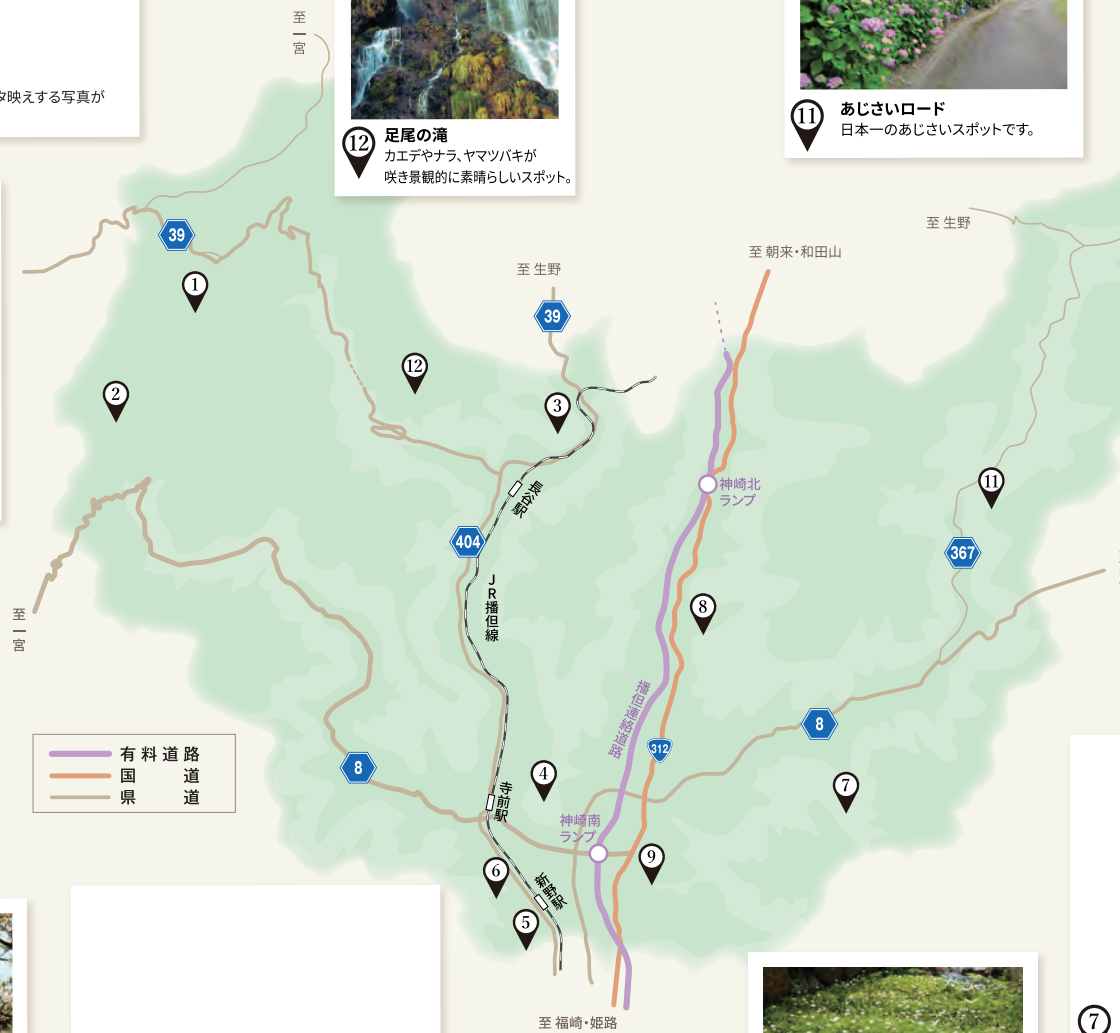 至一宮
タ映えする写真が
12
足尾の滝
カエデやナラ、ヤマツバキが
咲き景観的に素晴らしいスポット。
11
あじさいロード
日本一のあじさいスポットです。
至 生野
至 朝来・和田山
39
至 生野
1
39
12
2
3
神崎北
ランプ
11
長谷駅
404
367
JR播但線
8
至一宮
播但連絡道路
8
312
有料道路
国道
県道
8
4
7
寺前駅
神崎南
ランプ
9
6
新野駅
5
至 福崎・姫路
7